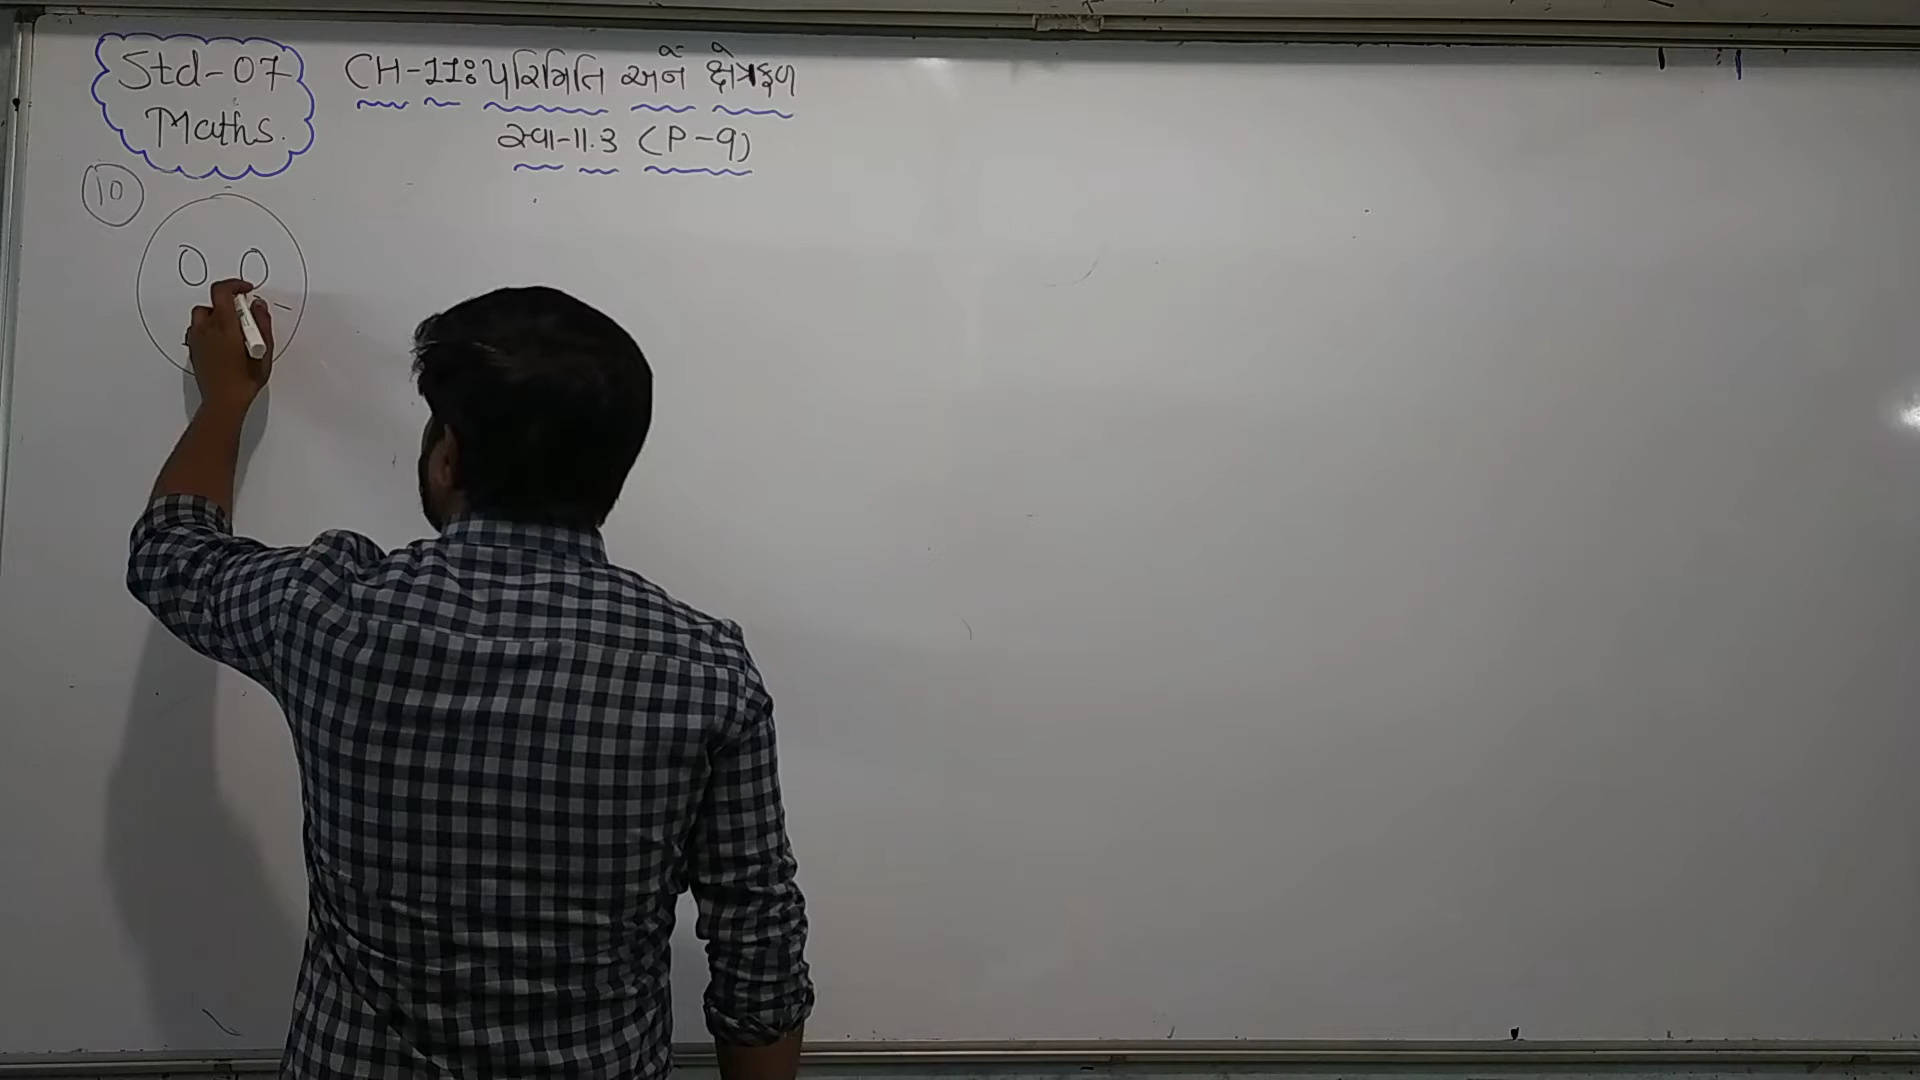 Std-07
Maths.
CH-11: પરિમિતિ અને ક્ષેત્રફળ
સ્વા-11.3 (P-9)
10